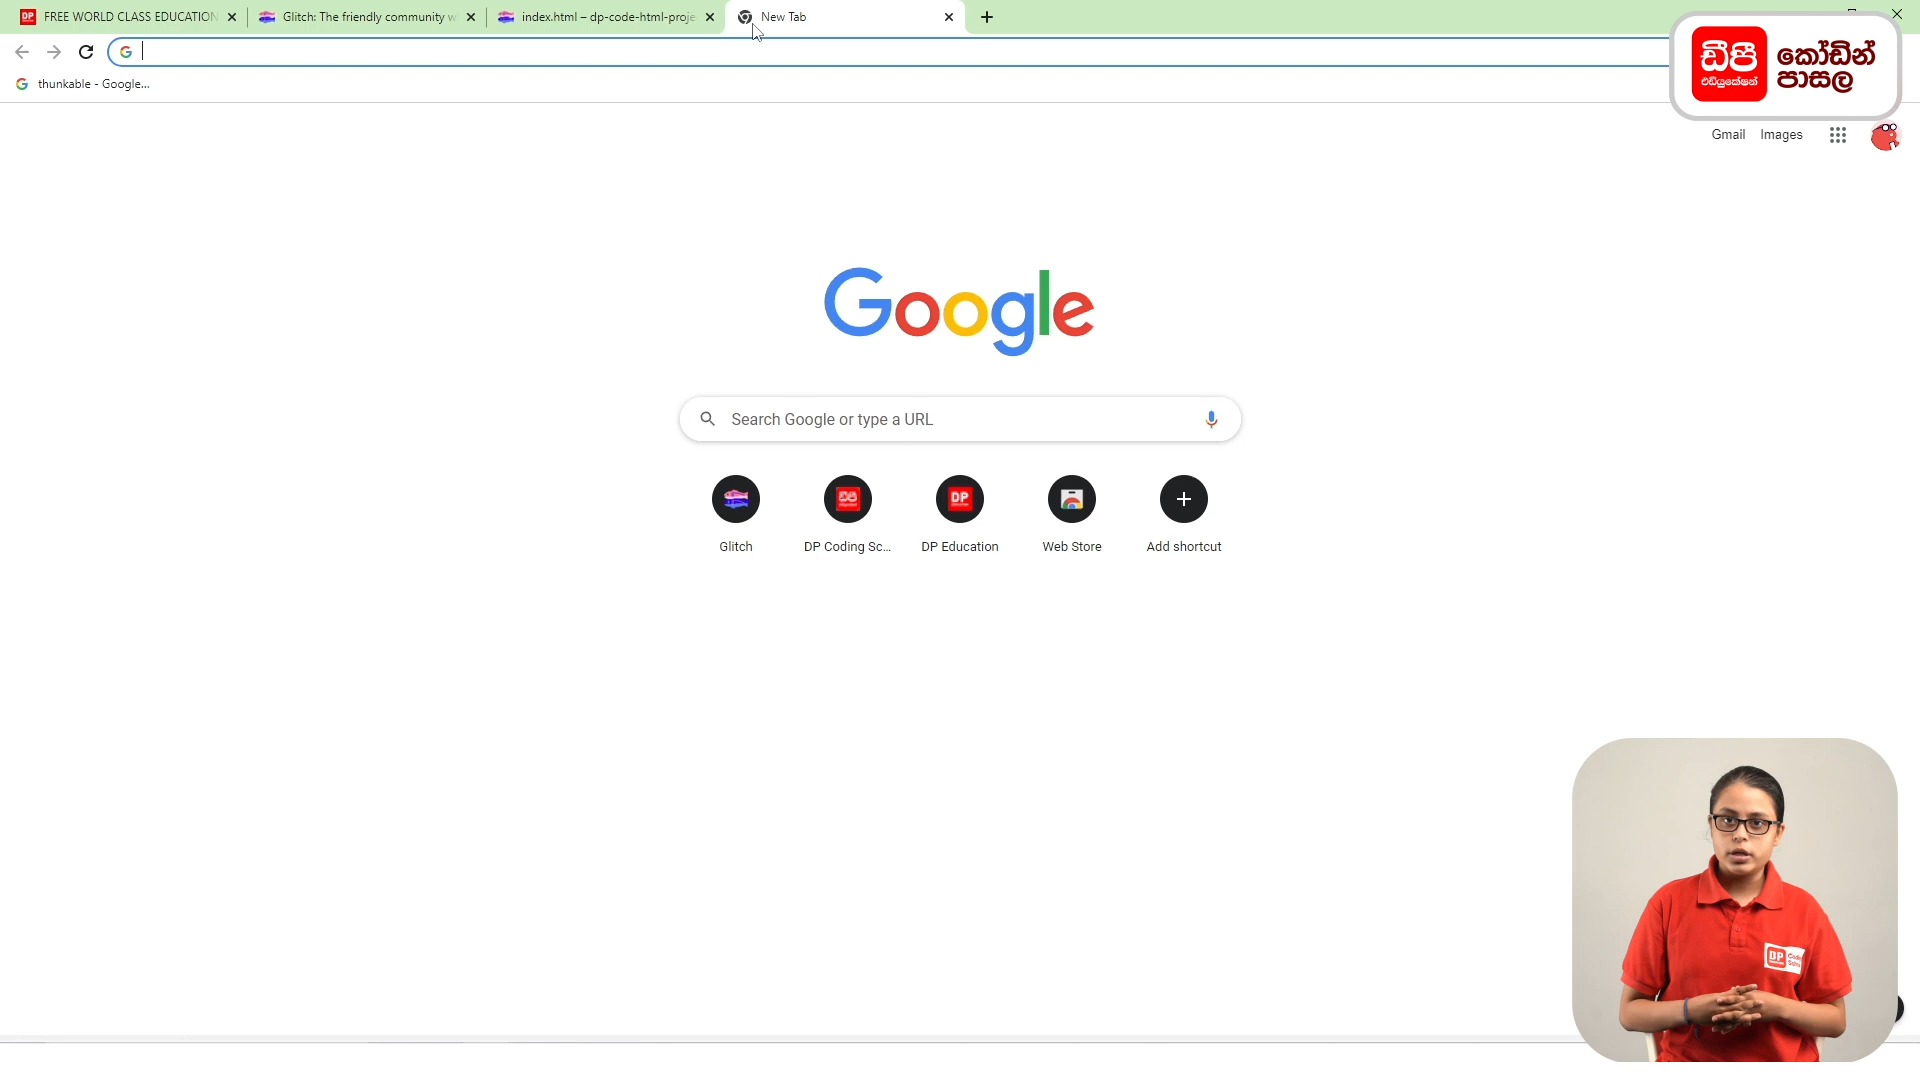 FREE WORLD CLASS EDUCATION
Glitch: The friendly community w
index.html – dp-code-html-proje
New Tab
thunkable - Google...
ඩීපී
එඩියුකේෂන්
කෝඩින්
පාසල
Gmail
Images
Google
Search Google or type a URL
Glitch
DP Coding Sc...
DP Education
Web Store
Add shortcut
DP